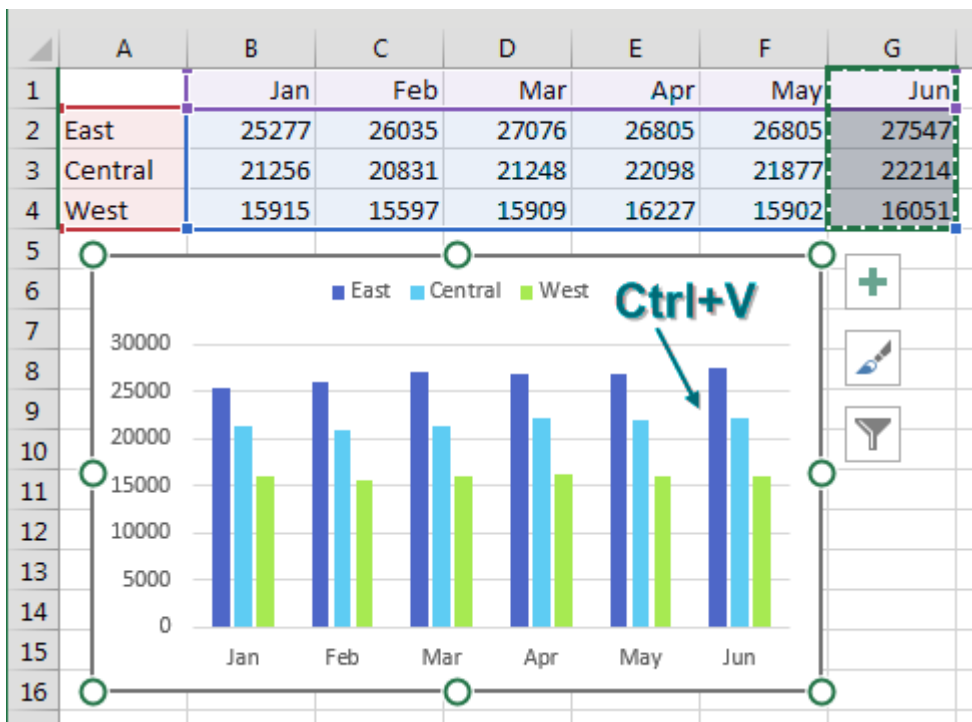 A B C D E F G
1 Jan Feb Mar Apr May Jun
2 East 25277 26035 27076 26805 26805 27547
3 Central 21256 20831 21248 22098 21877 22214
4 West 15915 15597 15909 16227 15902 16051
5
6 East Central West Ctrl+V
7
30000
8
25000
9
20000
10
15000
11
10000
12
5000
13
0
14
15 Jan Feb Mar Apr May Jun
16